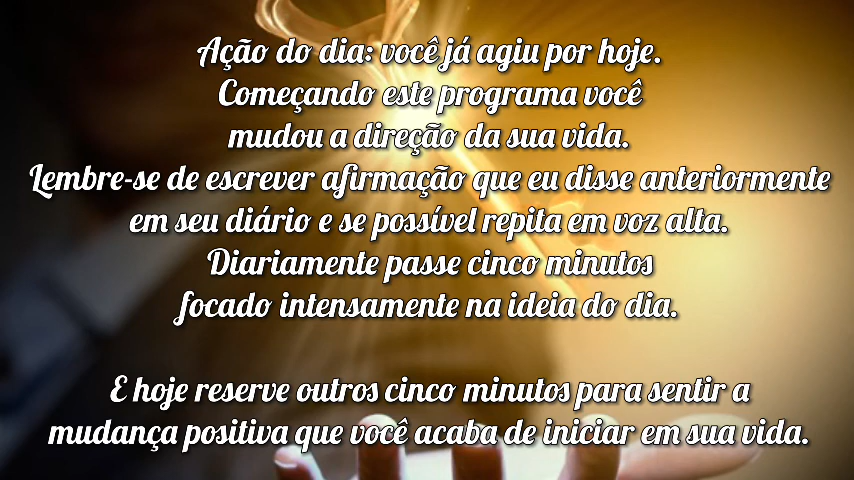 Ação do dia: você já agiu por hoje.
Começando este programa você
mudou a direção da sua vida.
Lembre-se de escrever afirmação que eu disse anteriormente
em seu diário e se possível repita em voz alta.
Diariamente passe cinco minutos
focado intensamente na ideia do dia.
E hoje reserve outros cinco minutos para sentir a
mudança positiva que você acaba de iniciar em sua vida.